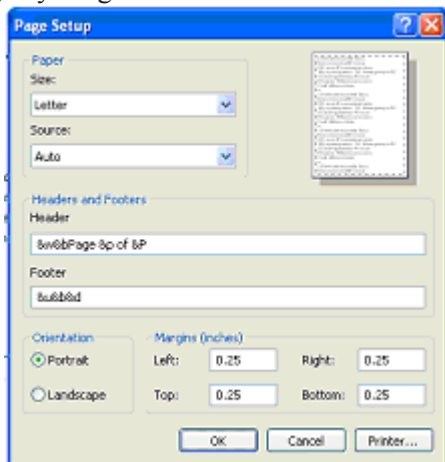 Page Setup
Paper
Size:
Letter
Source:
Auto
Headers and Footers
Header
&w&bPage &p of &P
Footer
&u&b&d
Orientation
Margins (inches)
Portrait
Left: 0.25 Right: 0.25
Landscape
Top: 0.25 Bottom: 0.25
OK Cancel Printer...